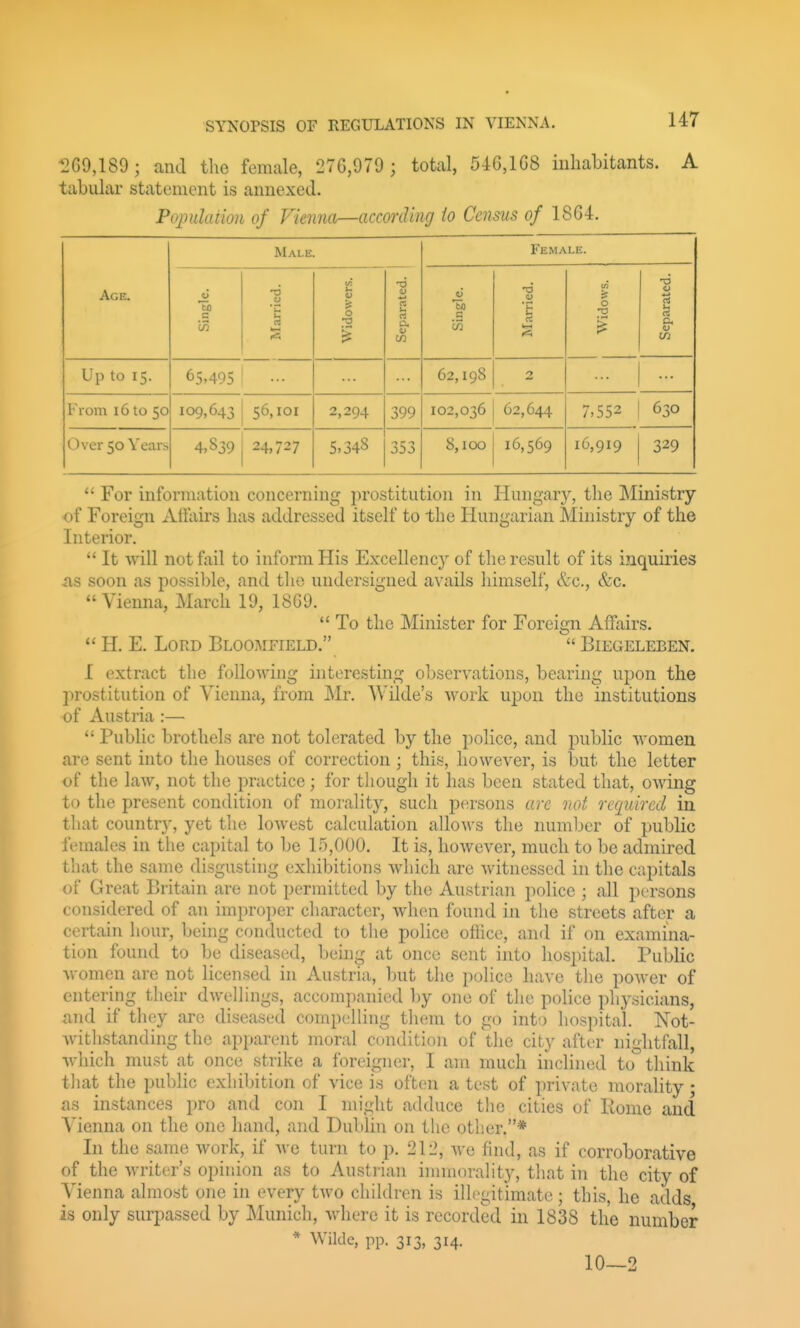 SYNOPSIS OF REGULATIONS IN VIENNA. 147
269,189; and the female, 276,979; total, 546,168 inhabitants. A
tabular statement is annexed.
Population of Vienna—according to Census of 1864.
Age. Male. Female.
Single. Married. Widowers. Separated. Single. Married. Widows. Separated.
Up to 15. 65,495 ... ... ... 62,198 2 ... ...
From 16 to 50 109,643 56,101 2,294 399 102,036 62,644 7,552 630
Over 50 Years 4,839 24,727 5,348 353 8,100 16,569 16,919 329
“ For information concerning prostitution in Hungary, the Ministry
of Foreign Affairs has addressed itself to the Hungarian Ministry of the
Interior.
“ It will not fail to inform His Excellency of the result of its inquiries
as soon as possible, and the undersigned avails himself, &c., &c.
“ Vienna, March 19, 1869.
“ To the Minister for Foreign Affairs.
“ H. E. Lord Bloomfield.” “ Biegeleben.
I extract the following interesting observations, bearing upon the
prostitution of Vienna, from Mr. Wilde’s work upon the institutions
of Austria :—
“ Public brothels are not tolerated by the police, and public women
are sent into the houses of correction ; this, however, is but the letter
of the law, not the practice ; for though it has been stated that, owing
to the present condition of morality, such persons are not required in
that country, yet the lowest calculation allows the number of public
females in the capital to be 15,000. It is, however, much to be admired
that the same disgusting exhibitions which are witnessed in the capitals
of Great Britain are not permitted by the Austrian police ; all persons
considered of an improper character, when found in the streets after a
certain hour, being conducted to the police office, and if on examina-
tion found to be diseased, being at once sent into hospital. Public
women are not licensed in Austria, but the police have the power of
entering their dwellings, accompanied by one of the police physicians,
and if they are diseased compelling them to go into hospital. Not-
withstanding the apparent moral condition of the city after nightfall,
which must at once strike a foreigner, I am much inclined to think
that the public exhibition of vice is often a test of private morality ;
as instances pro and con I might adduce the cities of Rome and
Vienna on the one hand, and Dublin on the other.”*
In the same work, if we turn to p. 212, we find, as if corroborative
of the writer’s opinion as to Austrian immorality, that in the city of
Vienna almost one in every two children is illegitimate ; this, he adds,
is only surpassed by Munich, where it is recorded in 1838 the number
* Wilde, pp. 313, 314.
10—2